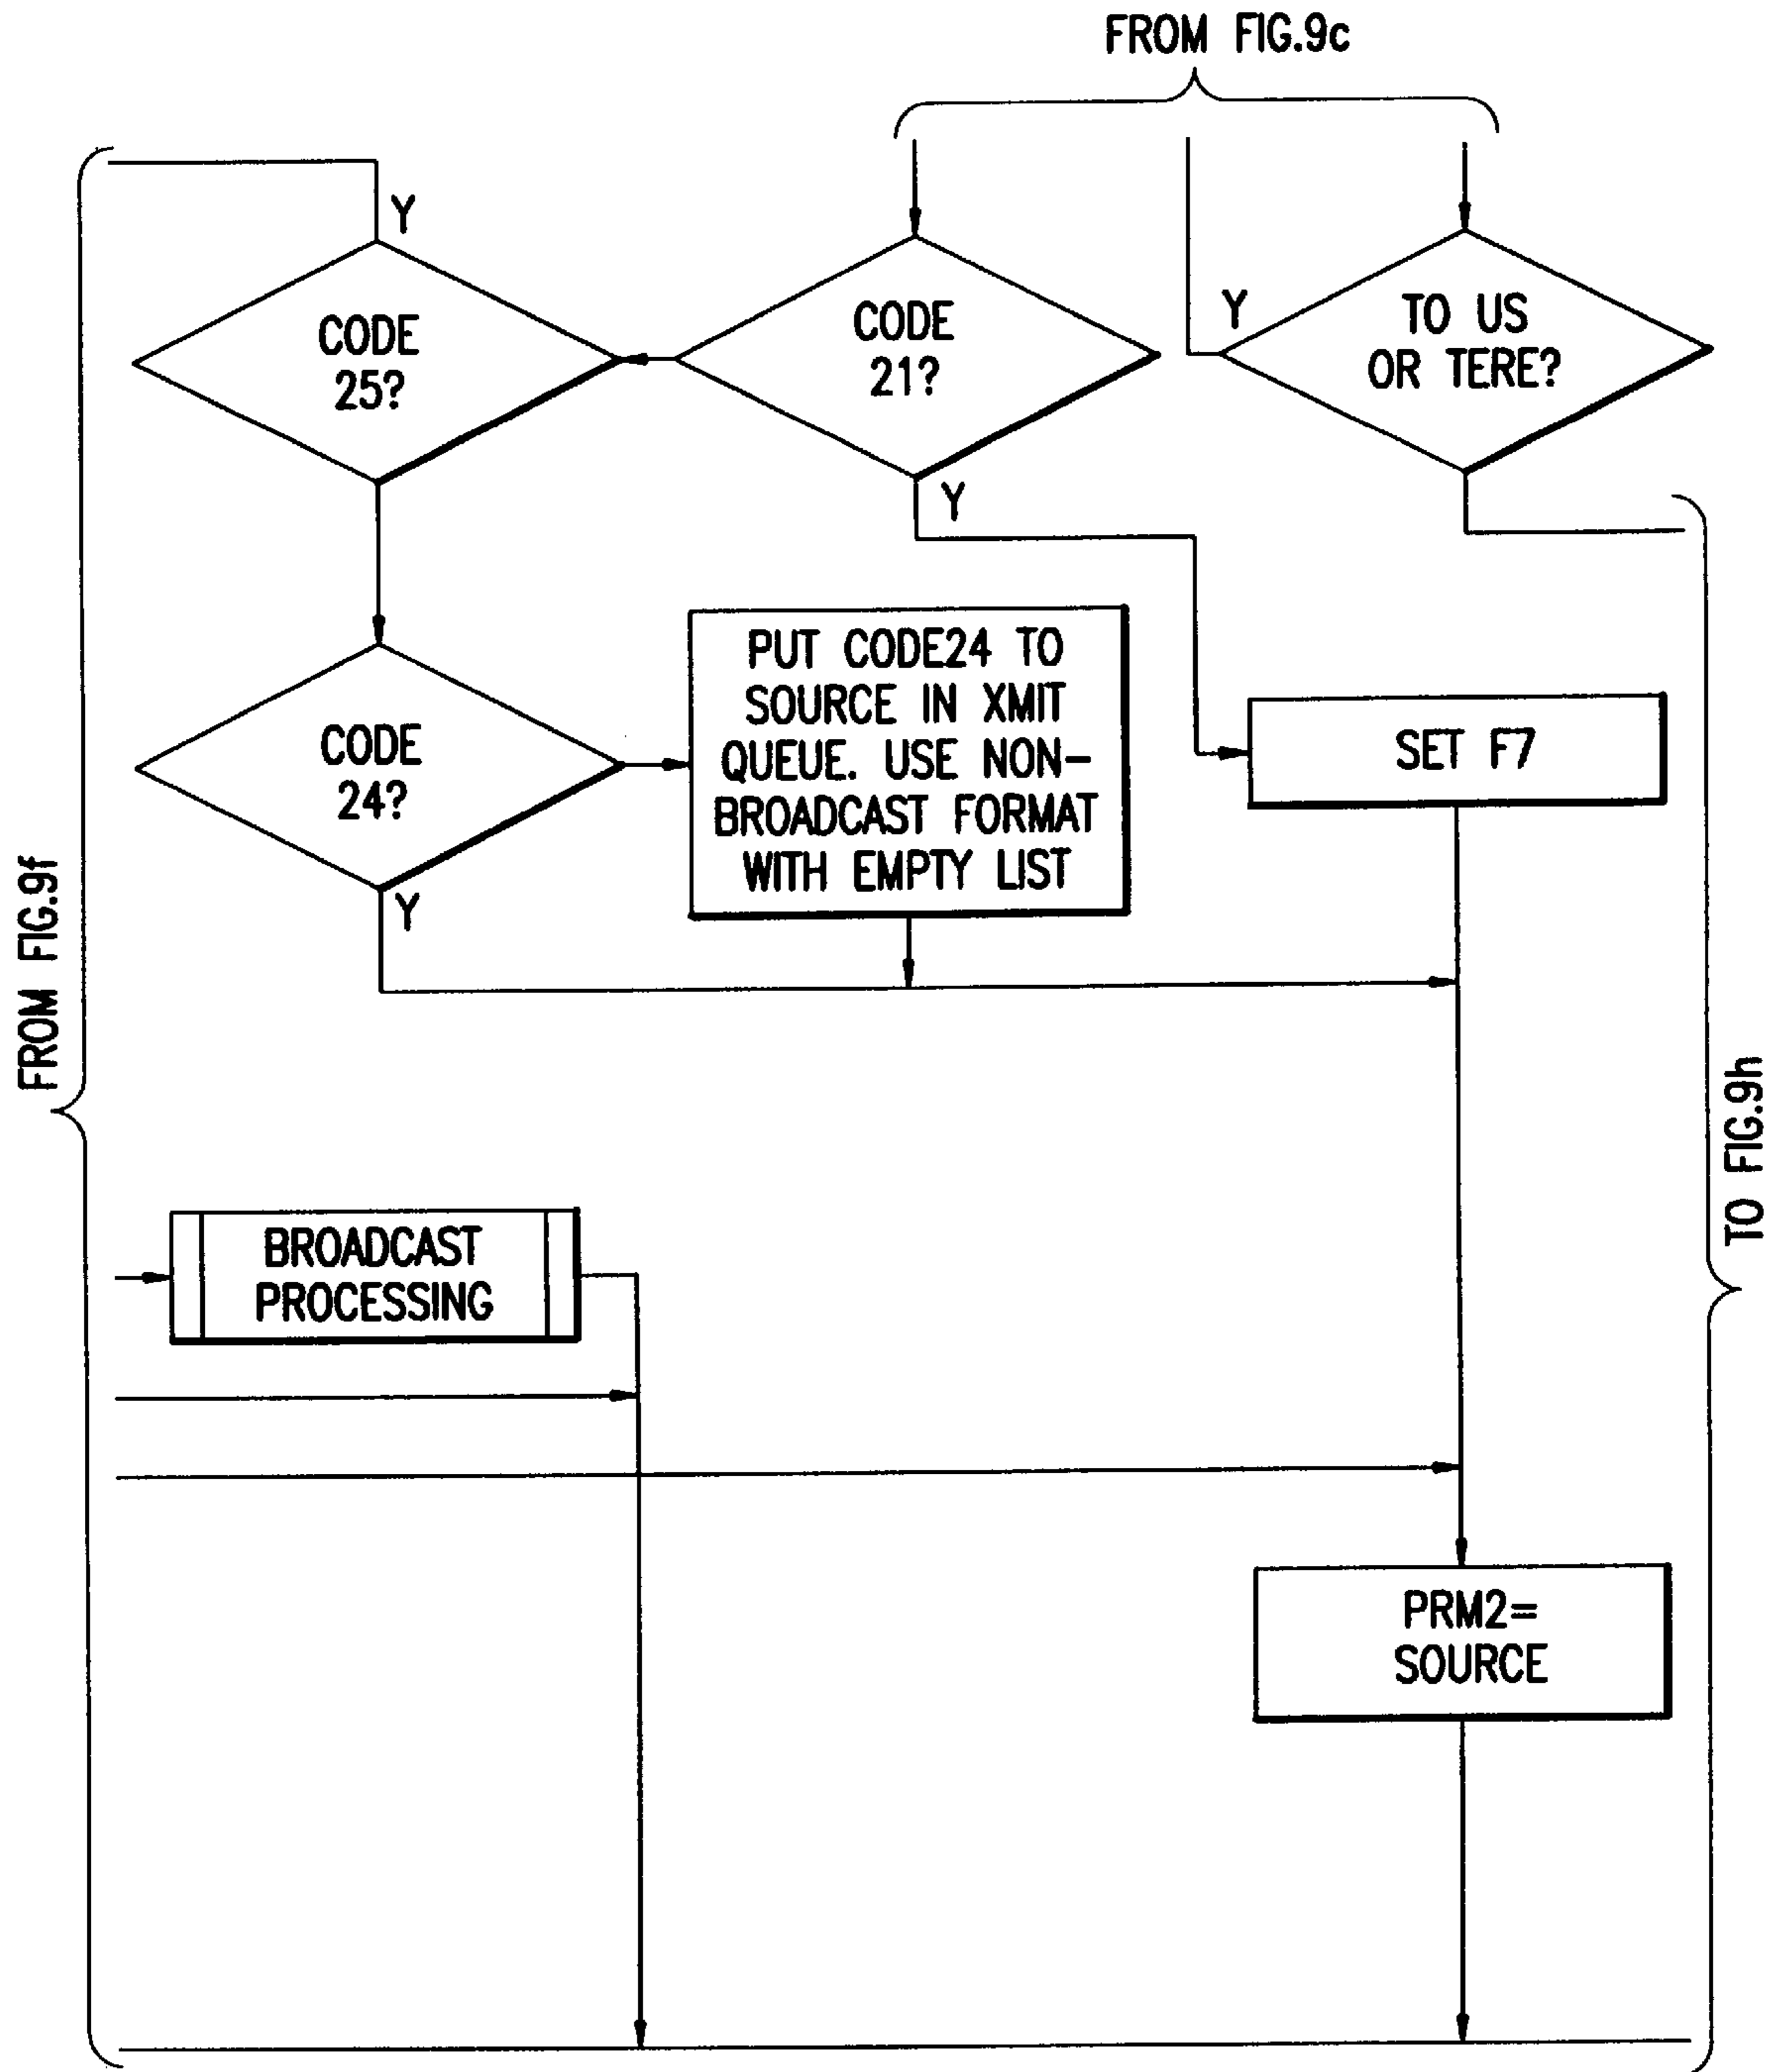 FROM FIG.9c
Y
CODE
25?
CODE
21?
Y
TO US
OR TERE?
Y
CODE
24?
Y
PUT CODE24 TO
SOURCE IN XMIT
QUEUE. USE NON-
BROADCAST FORMAT
WITH EMPTY LIST
SET F7
FROM FIG.9f
TO FIG.9h
BROADCAST
PROCESSING
PRM2=
SOURCE